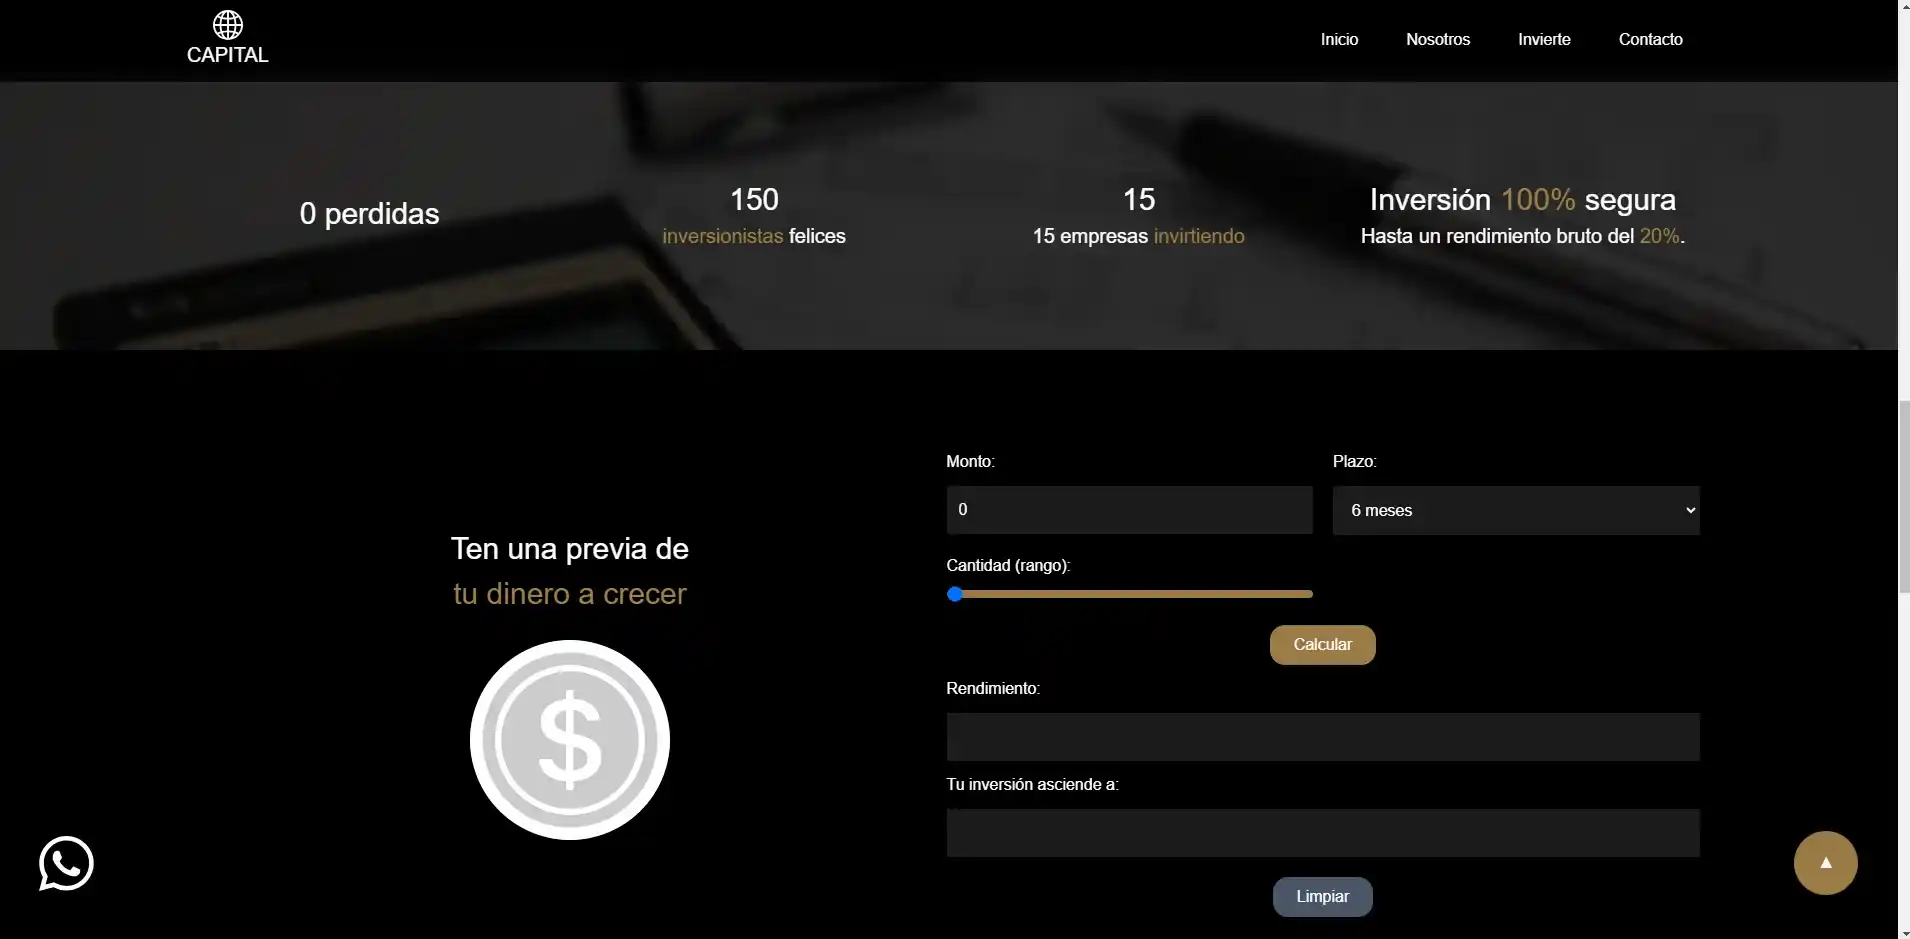 CAPITAL
Inicio
Nosotros
Invierte
Contacto
0 perdidas
150
inversionistas felices
15
15 empresas invirtiendo
Inversión 100% segura
Hasta un rendimiento bruto del 20%.
Ten una previa de
tu dinero a crecer
$
Monto:
0
Plazo:
6 meses
Cantidad (rango):
Calcular
Rendimiento:
Tu inversión asciende a:
Limpiar